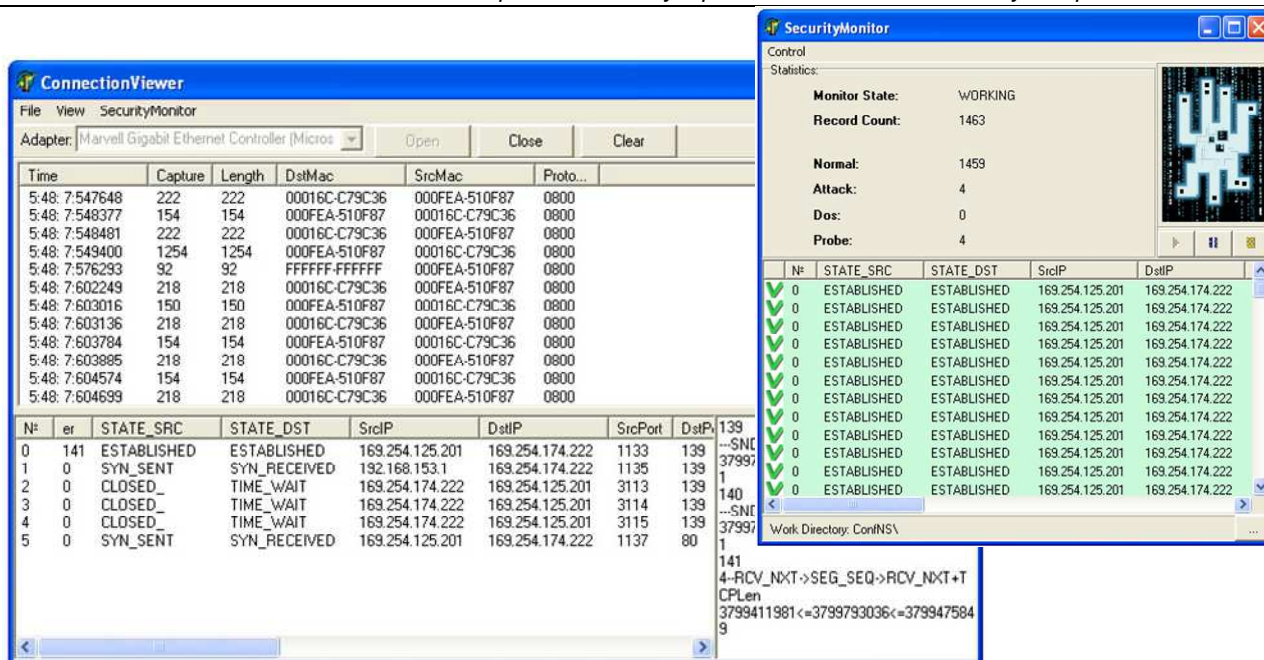 ConnectionViewer
File View SecurityMonitor
Adapter: Marvell Gigabit Ethernet Controller (Micros Open Close Clear
Time Capture Length DstMac SrcMac Proto...
5:48: 7:547648 222 222 00016C-C79C36 000FEA-510F87 0800
5:48: 7:548377 154 154 000FEA-510F87 00016C-C79C36 0800
5:48: 7:548481 222 222 00016C-C79C36 000FEA-510F87 0800
5:48: 7:549400 1254 1254 000FEA-510F87 00016C-C79C36 0800
5:48: 7:576293 92 92 FFFFFF-FFFFFF 000FEA-510F87 0800
5:48: 7:602249 218 218 00016C-C79C36 000FEA-510F87 0800
5:48: 7:603016 150 150 000FEA-510F87 00016C-C79C36 0800
5:48: 7:603136 218 218 00016C-C79C36 000FEA-510F87 0800
5:48: 7:603784 154 154 000FEA-510F87 00016C-C79C36 0800
5:48: 7:603885 218 218 00016C-C79C36 000FEA-510F87 0800
5:48: 7:604574 154 154 000FEA-510F87 00016C-C79C36 0800
5:48: 7:604699 218 218 00016C-C79C36 000FEA-510F87 0800
№ er STATE_SRC STATE_DST SrcIP DstIP SrcPort DstP
0 141 ESTABLISHED ESTABLISHED 169.254.125.201 169.254.174.222 1133 139
1 0 SYN_SENT SYN_RECEIVED 192.168.153.1 169.254.174.222 1135 139
2 0 CLOSED_ TIME_WAIT 169.254.174.222 169.254.125.201 3113 139
3 0 CLOSED_ TIME_WAIT 169.254.174.222 169.254.125.201 3114 139
4 0 CLOSED_ TIME_WAIT 169.254.174.222 169.254.125.201 3115 139
5 0 SYN_SENT SYN_RECEIVED 169.254.125.201 169.254.174.222 1137 80
139
---SND
37997
1
140
---SND
37997
1
141
4--RCV_NXT->SEG_SEQ->RCV_NXT+T
CPLen
3799411981<=3799793036<=379947584
9
SecurityMonitor
Control
Statistics:
Monitor State: WORKING
Record Count: 1463
Normal: 1459
Attack: 4
Dos: 0
Probe: 4
№ STATE_SRC STATE_DST SrcIP DstIP
0 ESTABLISHED ESTABLISHED 169.254.125.201 169.254.174.222
0 ESTABLISHED ESTABLISHED 169.254.125.201 169.254.174.222
0 ESTABLISHED ESTABLISHED 169.254.125.201 169.254.174.222
0 ESTABLISHED ESTABLISHED 169.254.125.201 169.254.174.222
0 ESTABLISHED ESTABLISHED 169.254.125.201 169.254.174.222
0 ESTABLISHED ESTABLISHED 169.254.125.201 169.254.174.222
0 ESTABLISHED ESTABLISHED 169.254.125.201 169.254.174.222
0 ESTABLISHED ESTABLISHED 169.254.125.201 169.254.174.222
0 ESTABLISHED ESTABLISHED 169.254.125.201 169.254.174.222
0 ESTABLISHED ESTABLISHED 169.254.125.201 169.254.174.222
0 ESTABLISHED ESTABLISHED 169.254.125.201 169.254.174.222
Work Directory: ConfNS\ ...